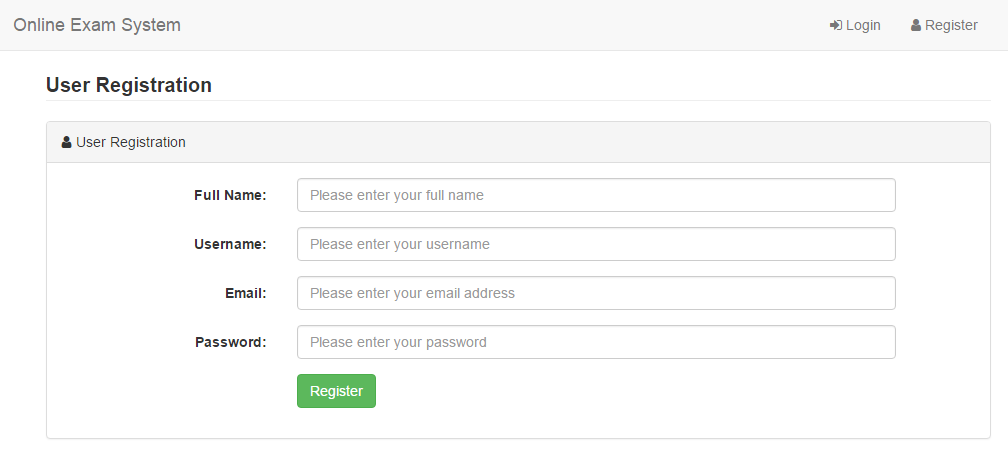 Online Exam System Login Register
User Registration
User Registration
Full Name: Please enter your full name
Username: Please enter your username
Email: Please enter your email address
Password: Please enter your password
Register